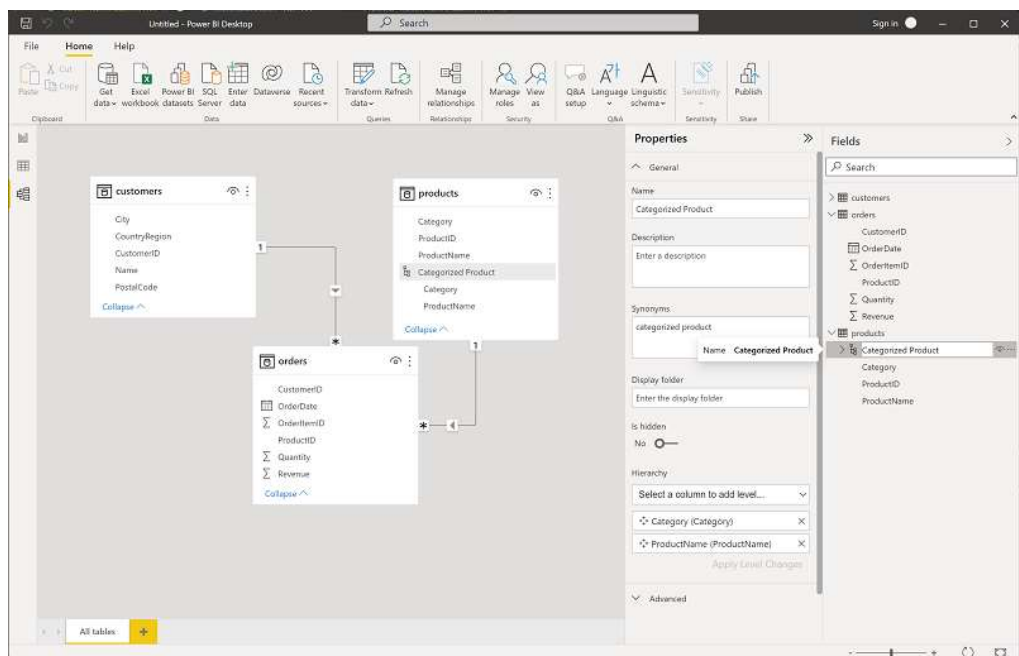 Untitled - Power BI Desktop
Search
Sign in
File Home Help
Paste
Cut
Copy
Clipboard
Get data
Excel workbook
Power BI datasets
SQL Server
Enter data
Dataverse
Recent sources
Data
Transform data
Refresh
Queries
Manage relationships
Relationships
Manage roles
View as
Security
Q&A setup
Language
Linguistic schema
Q&A
Sensitivity
Sensitivity
Publish
Share
customers
City
CountryRegion
CustomerID
Name
PostalCode
Collapse
1
*
products
Category
ProductID
ProductName
Categorized Product
Category
ProductName
Collapse
1
*
orders
CustomerID
OrderDate
∑ OrderItemID
ProductID
∑ Quantity
∑ Revenue
Collapse
All tables
+
Properties
General
Name
Categorized Product
Description
Enter a description
Synonyms
categorized product
Name Categorized Product
Display folder
Enter the display folder
Is hidden
No
Hierarchy
Select a column to add level...
Category (Category)
ProductName (ProductName)
Apply Level Changes
Advanced
Fields
Search
customers
orders
CustomerID
OrderDate
∑ OrderItemID
ProductID
∑ Quantity
∑ Revenue
products
Categorized Product
Category
ProductID
ProductName
- +